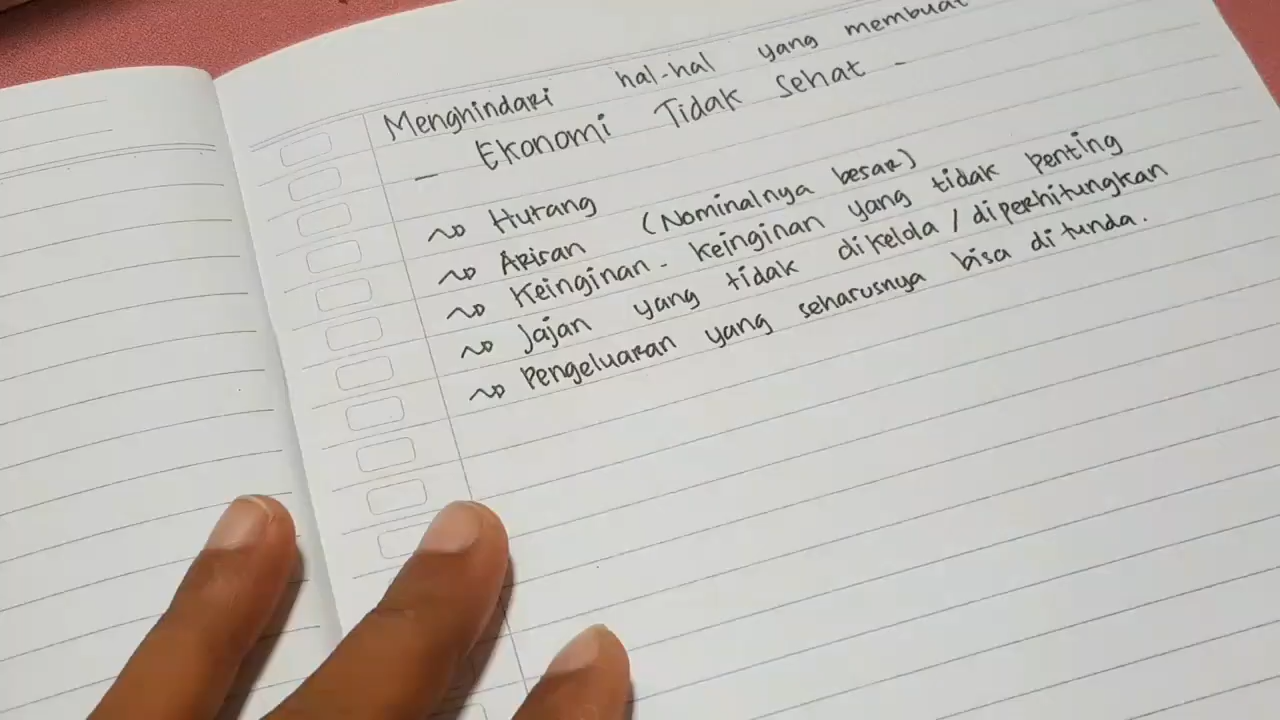 Menghindari hal-hal yang membuat
- Ekonomi Tidak Sehat -
~> Hutang
~> Arisan (Nominalnya besar)
~> Keinginan-keinginan yang tidak penting
~> Jajan yang tidak dikelola / diperhitungkan
~> Pengeluaran yang seharusnya bisa di tunda.